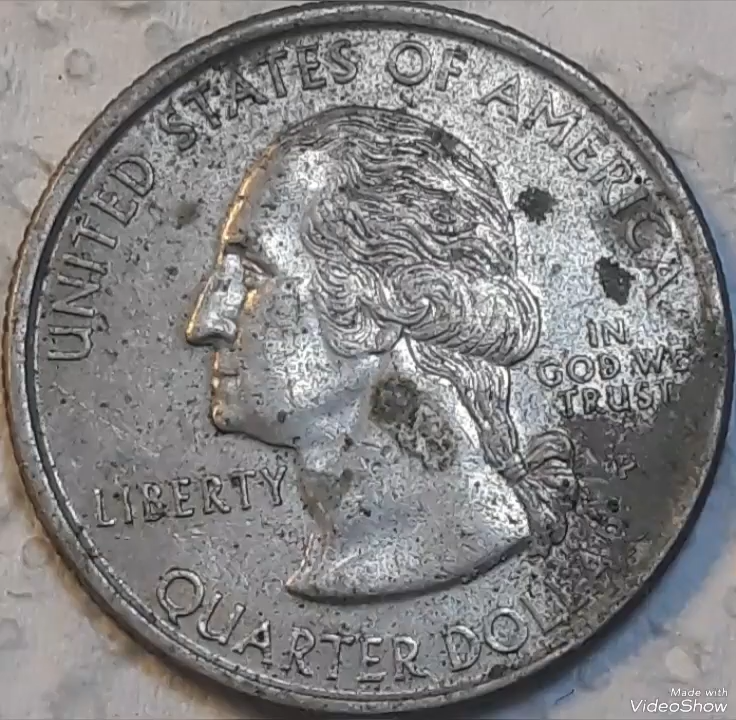 UNITED STATES OF AMERICA
IN
GOD WE
TRUST
LIBERTY
P
QUARTER DOLLAR
Made with
VideoShow